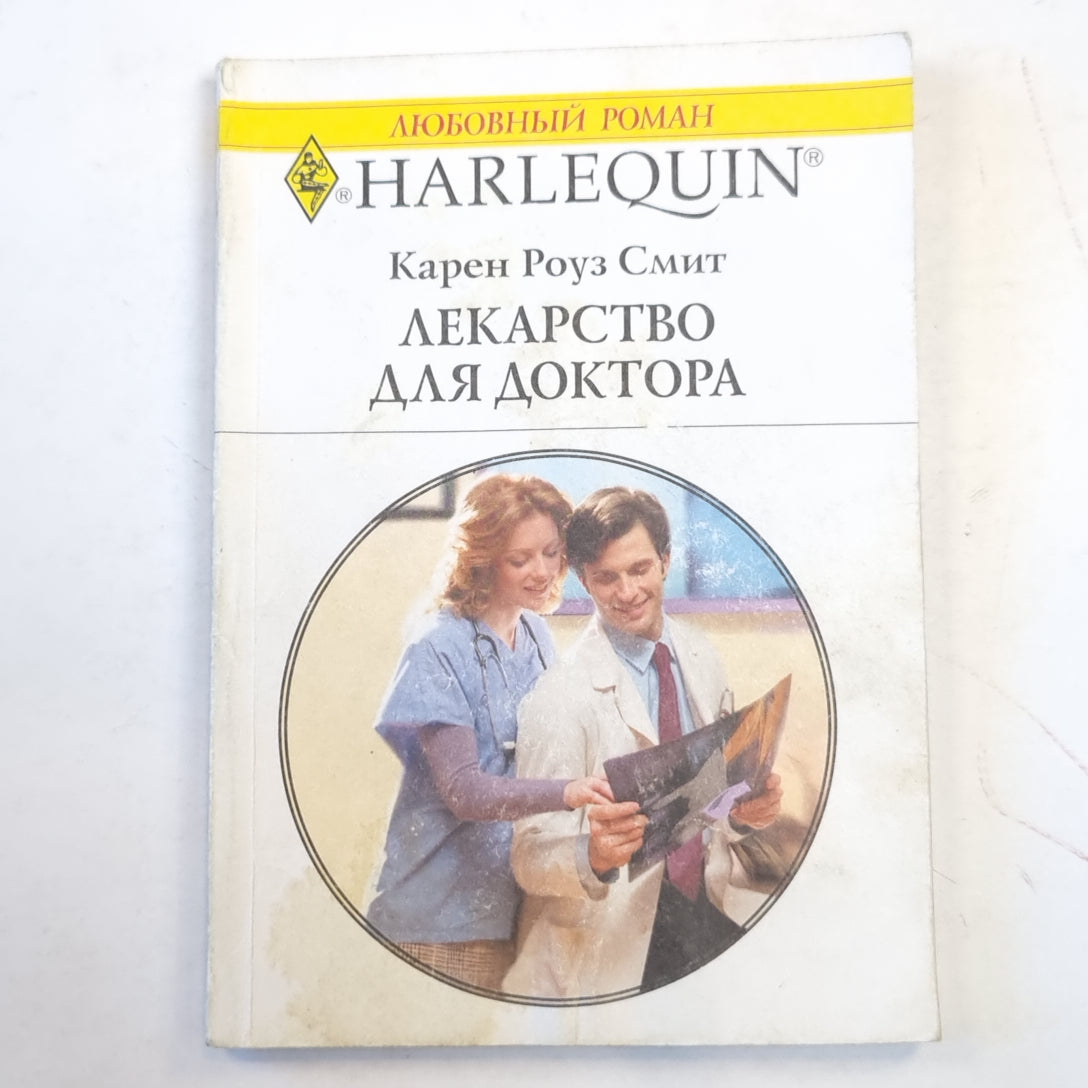 ЛЮБОВНЫЙ РОМАН
® HARLEQUIN®
Карен Роуз Смит
ЛЕКАРСТВО
ДЛЯ ДОКТОРА